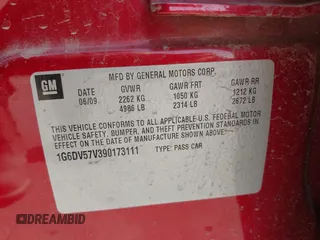 GM
MFD BY GENERAL MOTORS CORP.
DATE GVWR GAWR FRT GAWR RR
06/09 2262 KG 1050 KG 1212 KG
4986 LB 2314 LB 2672 LB
THIS VEHICLE CONFORMS TO ALL APPLICABLE U.S. FEDERAL MOTOR
VEHICLE SAFETY, BUMPER, AND THEFT PREVENTION STANDARDS
IN EFFECT ON THE DATE OF MANUFACTURE SHOWN ABOVE.
1G6DV57V390173111 TYPE: PASS CAR
DREAMBID